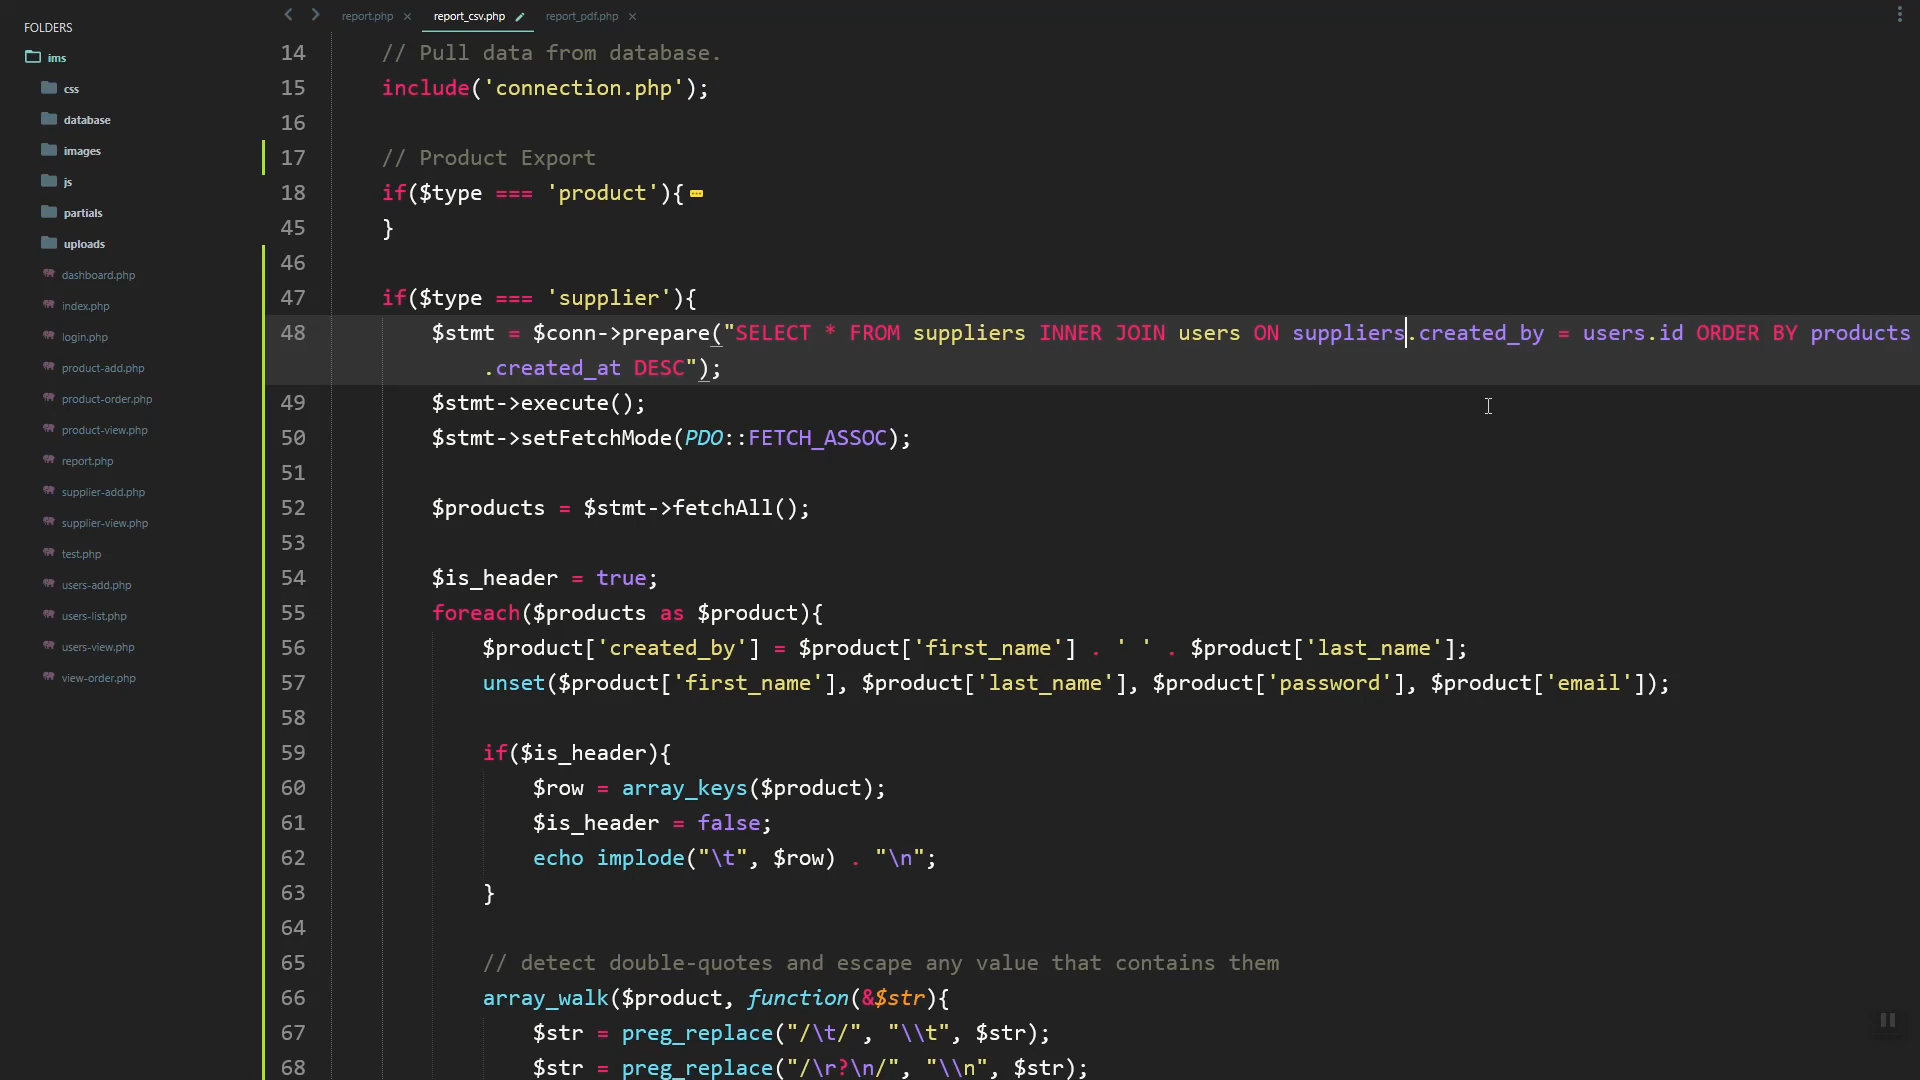 FOLDERS
ims
css
database
images
js
partials
uploads
dashboard.php
index.php
login.php
product-add.php
product-order.php
product-view.php
report.php
supplier-add.php
supplier-view.php
test.php
users-add.php
users-list.php
users-view.php
view-order.php
report.php × report_csv.php report_pdf.php ×
14 // Pull data from database.
15 include('connection.php');
16
17 // Product Export
18 if($type === 'product'){
45 }
46
47 if($type === 'supplier'){
48 $stmt = $conn->prepare("SELECT * FROM suppliers INNER JOIN users ON suppliers.created_by = users.id ORDER BY products
.created_at DESC");
49 $stmt->execute();
50 $stmt->setFetchMode(PDO::FETCH_ASSOC);
51
52 $products = $stmt->fetchAll();
53
54 $is_header = true;
55 foreach($products as $product){
56 $product['created_by'] = $product['first_name'] . ' ' . $product['last_name'];
57 unset($product['first_name'], $product['last_name'], $product['password'], $product['email']);
58
59 if($is_header){
60 $row = array_keys($product);
61 $is_header = false;
62 echo implode("\t", $row) . "\n";
63 }
64
65 // detect double-quotes and escape any value that contains them
66 array_walk($product, function(&$str){
67 $str = preg_replace("/\t/", "\\t", $str);
68 $str = preg_replace("/\r?\n/", "\\n", $str);